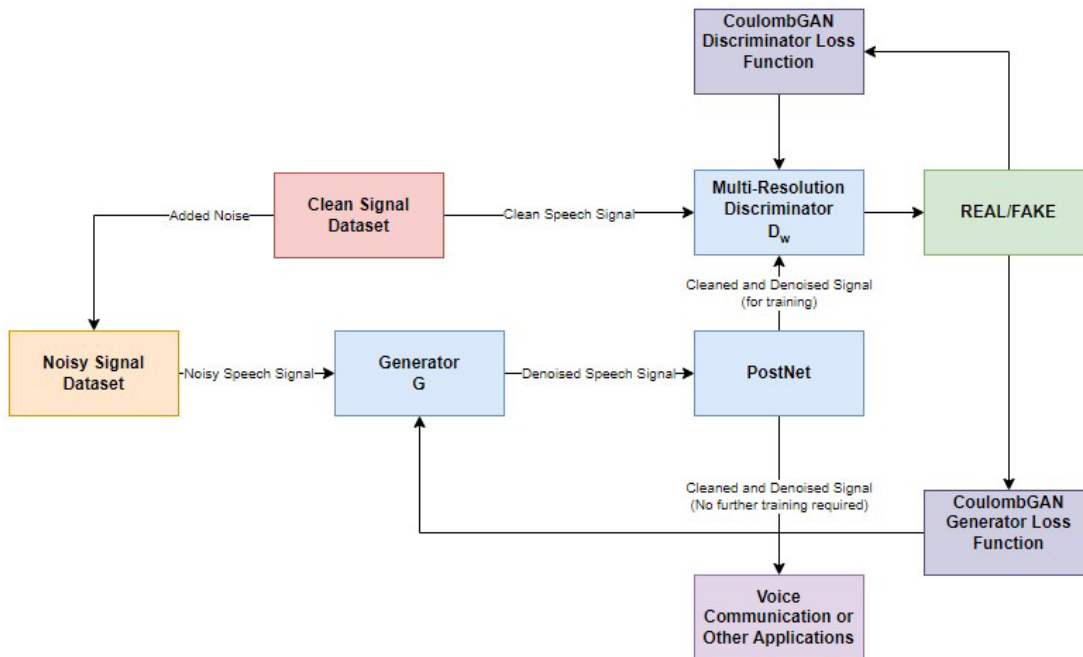 CoulombGAN
Discriminator Loss
Function
Added Noise
Clean Signal
Dataset
Clean Speech Signal
Multi-Resolution
Discriminator
D_w
REAL/FAKE
Cleaned and Denoised Signal
(for training)
Noisy Signal
Dataset
Noisy Speech Signal
Generator
G
Denoised Speech Signal
PostNet
Cleaned and Denoised Signal
(No further training required)
CoulombGAN
Generator Loss
Function
Voice
Communication or
Other Applications